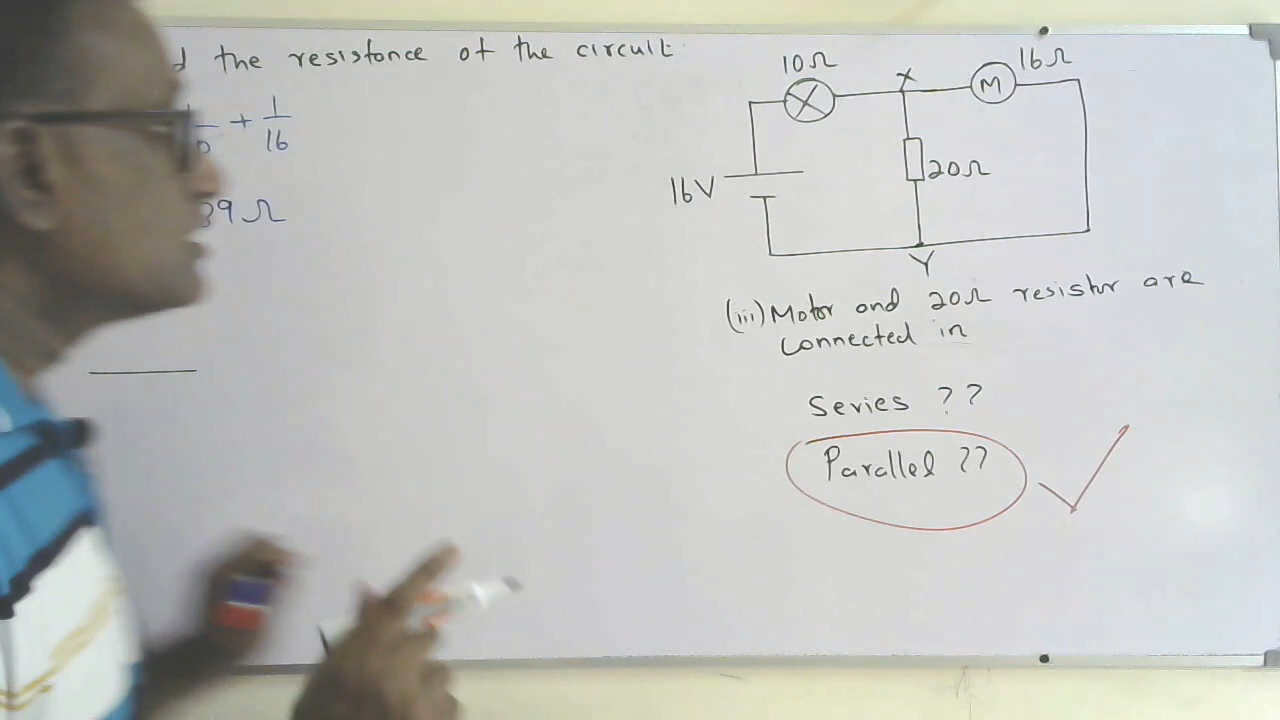 the resistance of the circuit
+ 1/16
39 Ω
10Ω
X
M
16Ω
16V
20Ω
Y
(iii) Motor and 20Ω resistor are
connected in
Series ??
Parallel ??